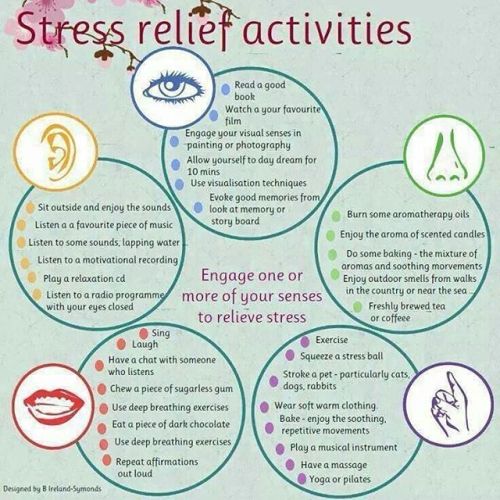 Stress relief activities
Read a good
book
Watch a your favourite
film
Engage your visual senses in
painting or photography
Allow yourself to day dream for
10 mins
Use visualisation techniques
Evoke good memories from
look at memory or
story board
Sit outside and enjoy the sounds
Listen a a favourite piece of music
Listen to some sounds, lapping water
Listen to a motivational recording
Play a relaxation cd
Listen to a radio programme
with your eyes closed
Burn some aromatherapy oils
Enjoy the aroma of scented candles
Do some baking - the mixture of
aromas and soothing morvements
Enjoy outdoor smells from walks
in the country or near the sea
Freshly brewed tea
or coffeee
Engage one or
more of your senses
to relieve stress
Sing
Laugh
Have a chat with someone
who listens
Chew a piece of sugarless gum
Use deep breathing exercises
Eat a piece of dark chocolate
Use deep breathing exercises
Repeat affirmations
out loud
Exercise
Squeeze a stress ball
Stroke a pet - particularly cats,
dogs, rabbits
Wear soft warm clothing.
Bake - enjoy the soothing,
repetitive movements
Play a musical instrument
Have a massage
Yoga or pilates
Designed by B Ireland-Symonds